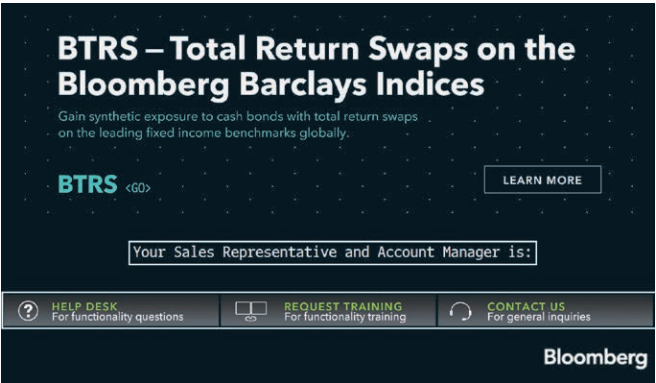 BTRS – Total Return Swaps on the
Bloomberg Barclays Indices
Gain synthetic exposure to cash bonds with total return swaps
on the leading fixed income benchmarks globally.
BTRS <GO>
LEARN MORE
Your Sales Representative and Account Manager is:
HELP DESK
For functionality questions
REQUEST TRAINING
For functionality training
CONTACT US
For general inquiries
Bloomberg